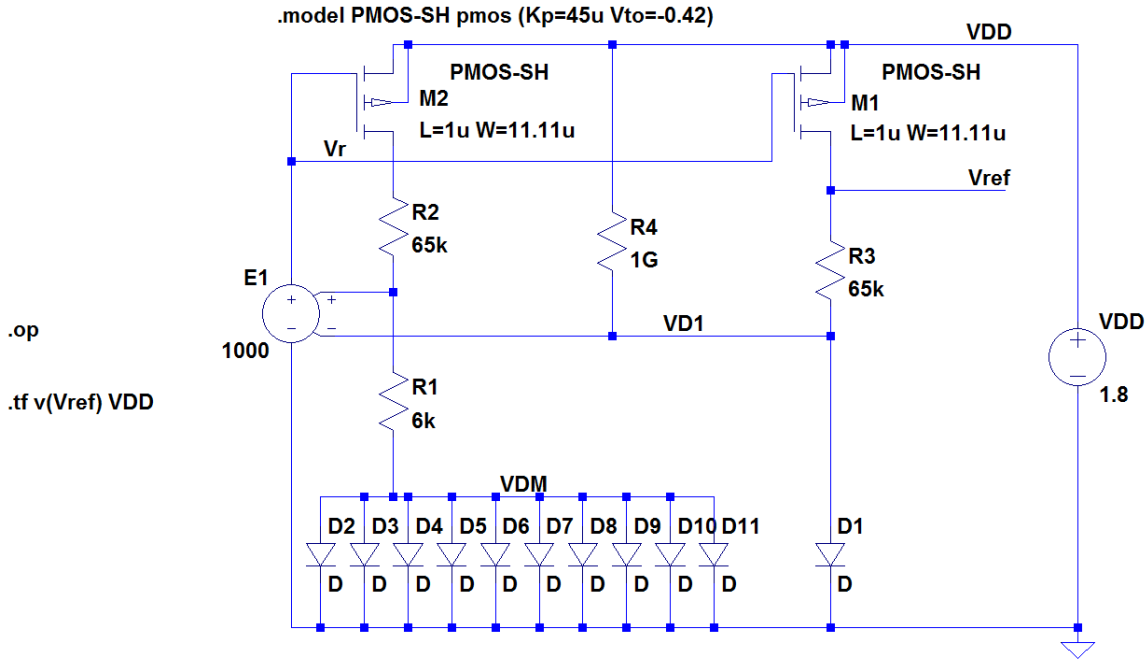 .model PMOS-SH pmos (Kp=45u Vto=-0.42)
VDD
PMOS-SH
PMOS-SH
M2
M1
L=1u W=11.11u
L=1u W=11.11u
Vr
Vref
R2
65k
R4
1G
R3
65k
E1
+
+
−
−
1000
VD1
.op
.tf v(Vref) VDD
VDD
+
−
1.8
R1
6k
VDM
D2 D3 D4 D5 D6 D7 D8 D9 D10 D11 D1
D D D D D D D D D D D